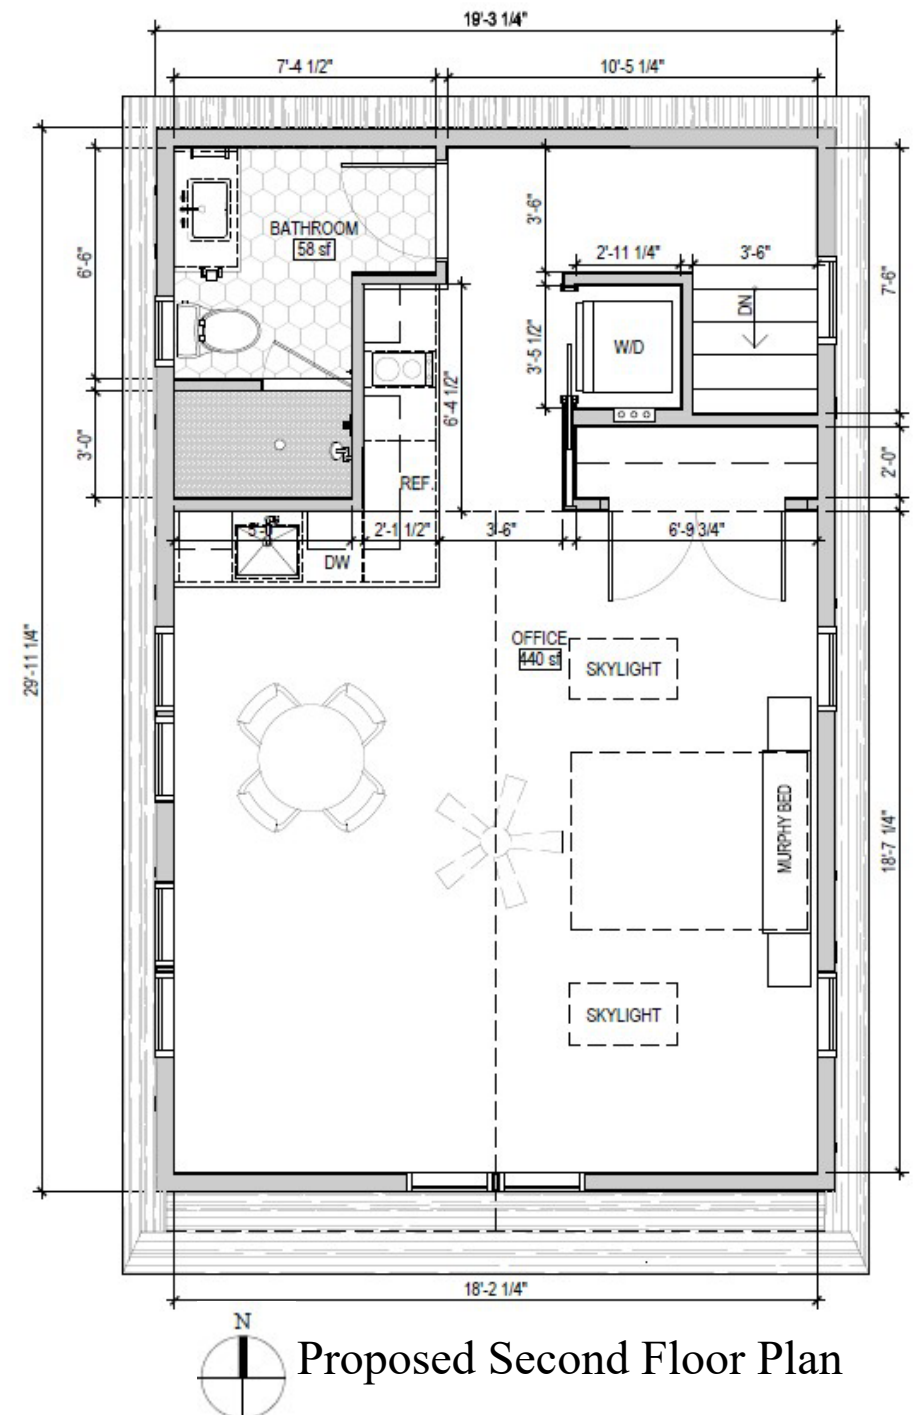 19'-3 1/4"
7'-4 1/2"
10'-5 1/4"
BATHROOM
58 sf
3'-6"
2'-11 1/4"
3'-6"
6'-6"
7'-6"
DN
W/D
3'-5 1/2"
6'-4 1/2"
3'-0"
2'-0"
REF.
2'-1 1/2"
3'-6"
6'-9 3/4"
DW
OFFICE
440 sf
SKYLIGHT
29'-11 1/4"
MURPHY BED
18'-7 1/4"
SKYLIGHT
18'-2 1/4"
N
Proposed Second Floor Plan